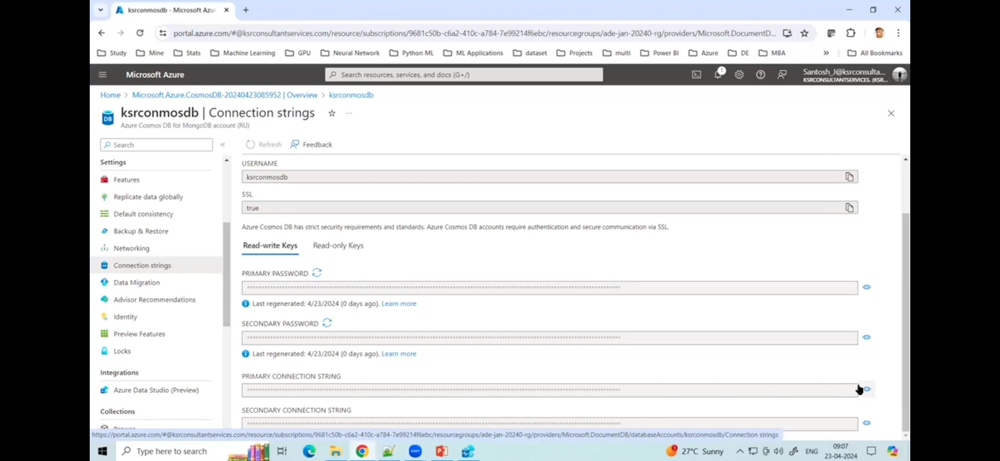 ksrconmosdb - Microsoft Azur
portal.azure.com/#@ksrconsultantservices.com/resource/subscriptions/9681c50b-c6a2-410c-a784-7e99214f6ebc/resourcegroups/ade-jan-20240-rg/providers/Microsoft.DocumentD...
Study Mine Stats Machine Learning GPU Neural Network Python ML ML Applications dataset Projects multi Power BI Azure DE MBA » All Bookmarks
Microsoft Azure
Search resources, services, and docs (G+/)
1
Santosh_J@ksrconsulta...
KSRCONSULTANTSERVICES. (KSR...
Home > Microsoft.Azure.CosmosDB-20240423085952 | Overview > ksrconmosdb
DB
ksrconmosdb | Connection strings
Azure Cosmos DB for MongoDB account (RU)
Search
Refresh Feedback
Settings
Features
Replicate data globally
Default consistency
Backup & Restore
Networking
Connection strings
Data Migration
Advisor Recommendations
Identity
Preview Features
Locks
Integrations
Azure Data Studio (Preview)
Collections
Browse
USERNAME
ksrconmosdb
SSL
true
Azure Cosmos DB has strict security requirements and standards. Azure Cosmos DB accounts require authentication and secure communication via SSL.
Read-write Keys Read-only Keys
PRIMARY PASSWORD
Last regenerated: 4/23/2024 (0 days ago). Learn more
SECONDARY PASSWORD
Last regenerated: 4/23/2024 (0 days ago). Learn more
PRIMARY CONNECTION STRING
SECONDARY CONNECTION STRING
https://portal.azure.com/#@ksrconsultantservices.com/resource/subscriptions/9681c50b-c6a2-410c-a784-7e99214f6ebc/resourcegroups/ade-jan-20240-rg/providers/Microsoft.DocumentDB/databaseAccounts/ksrconmosdb/Connection strings
Type here to search
zoom
27°C Sunny
ENG
09:07
23-04-2024